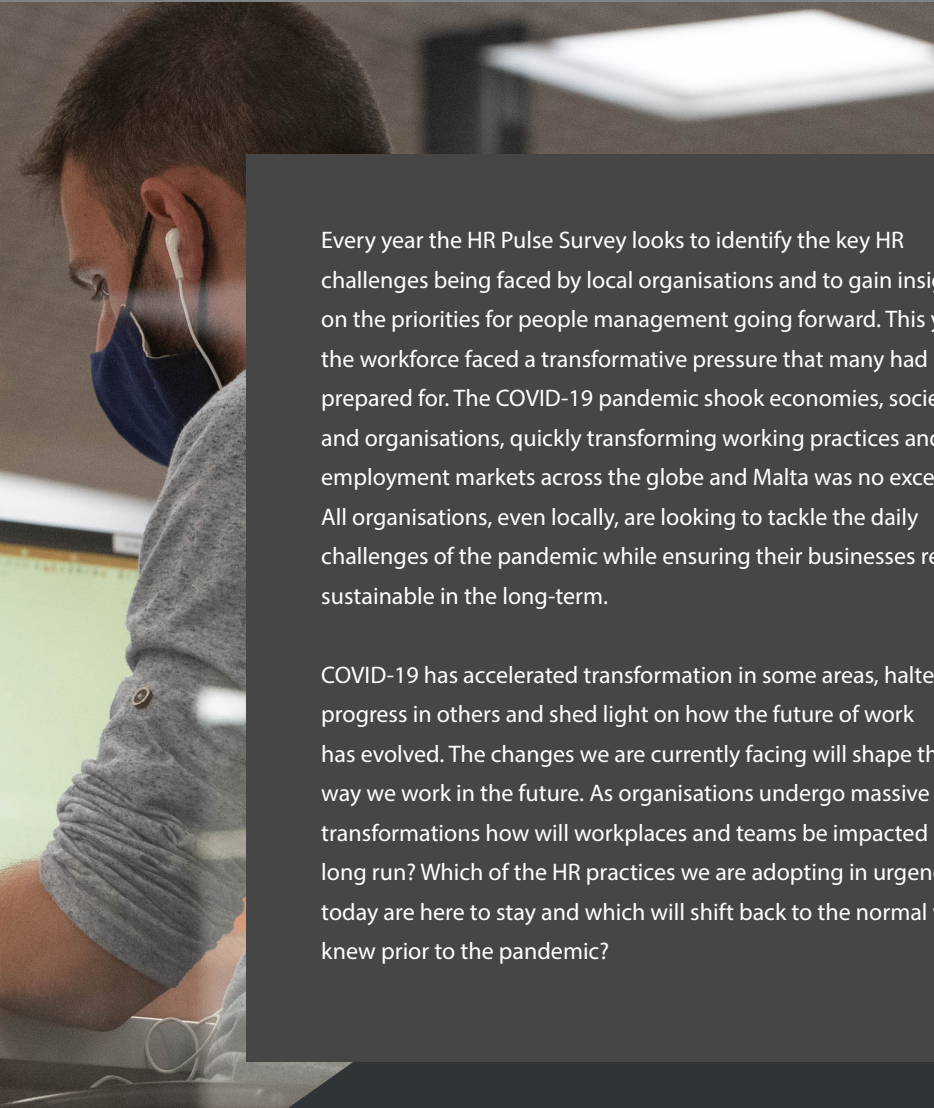 Every year the HR Pulse Survey looks to identify the key HR
challenges being faced by local organisations and to gain
on the priorities for people management going forward. This
the workforce faced a transformative pressure that many had
prepared for. The COVID-19 pandemic shook economies,
and organisations, quickly transforming working practices
employment markets across the globe and Malta was no
All organisations, even locally, are looking to tackle the daily
challenges of the pandemic while ensuring their businesses
sustainable in the long-term.
COVID-19 has accelerated transformation in some areas,
progress in others and shed light on how the future of work
has evolved. The changes we are currently facing will shape
way we work in the future. As organisations undergo massive
transformations how will workplaces and teams be impacted
long run? Which of the HR practices we are adopting in
today are here to stay and which will shift back to the normal
knew prior to the pandemic?